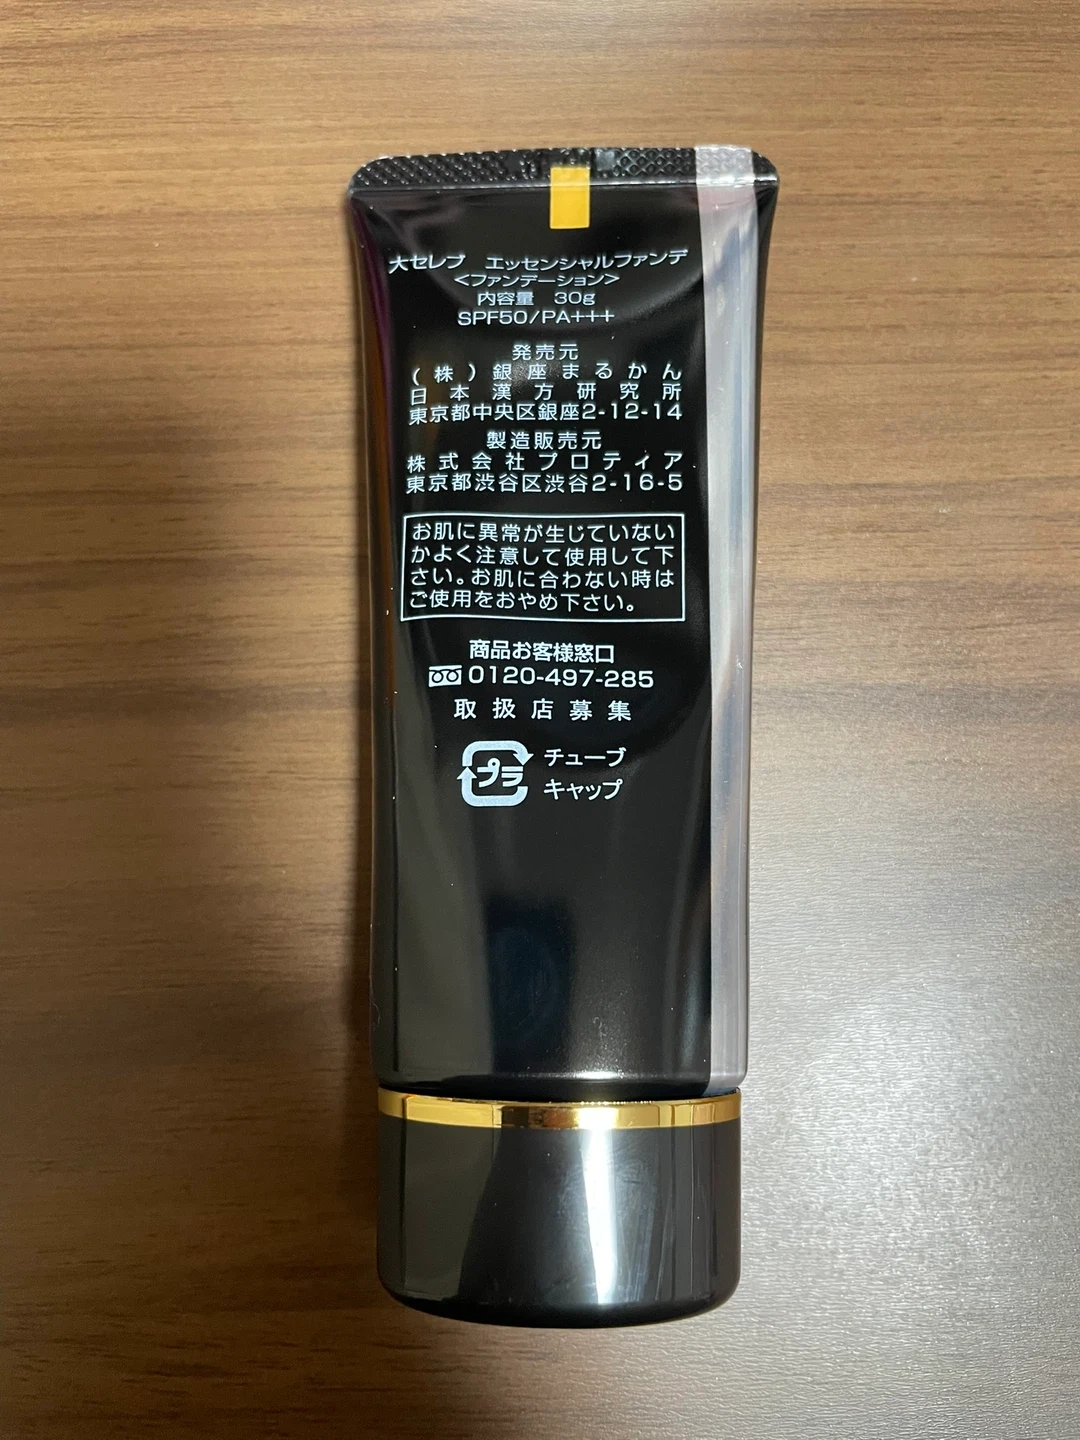 大セレブ　エッセンシャルファンデ
<ファンデーション>
内容量　30g
SPF50/PA+++
発売元
(株)銀座まるかん
日本漢方研究所
東京都中央区銀座2-12-14
製造販売元
株式会社プロティア
東京都渋谷区渋谷2-16-5
お肌に異常が生じていない
かよく注意して使用して下
さい。お肌に合わない時は
ご使用をおやめ下さい。
商品お客様窓口
0120-497-285
取扱店募集
プラ チューブ
キャップ